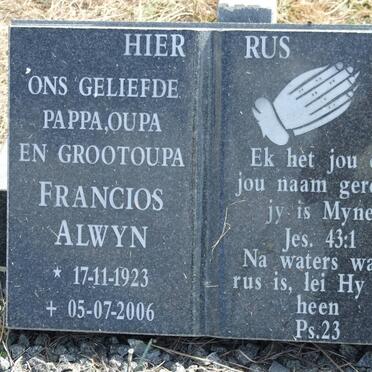 HIER RUS
ONS GELIEFDE
PAPPA, OUPA
EN GROOTOUPA
FRANCIOS
ALWYN
* 17-11-1923
+ 05-07-2006
Ek het jou
jou naam
jy is Myne
Jes. 43:1
Na waters
rus is, lei Hy
heen
Ps.23